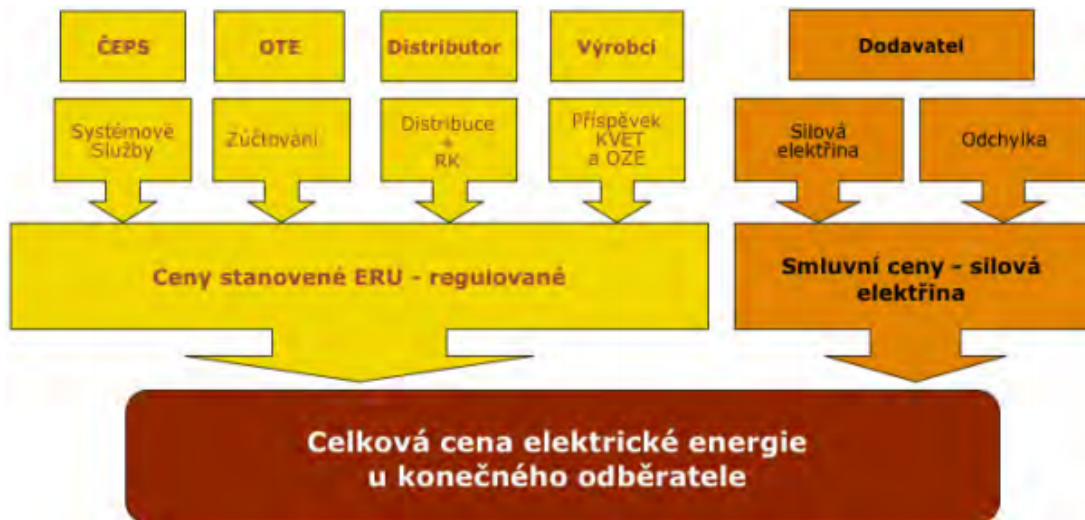 ČEPS
OTE
Distributor
Výrobci
Dodavatel
Systémové
Služby
Zúčtování
Distribuce
+
RK
Příspěvek
KVET
a OZE
Silová
elektřina
Odchylka
Ceny stanovené ERU - regulované
Smluvní ceny - silová
elektřina
Celková cena elektrické energie
u konečného odběratele